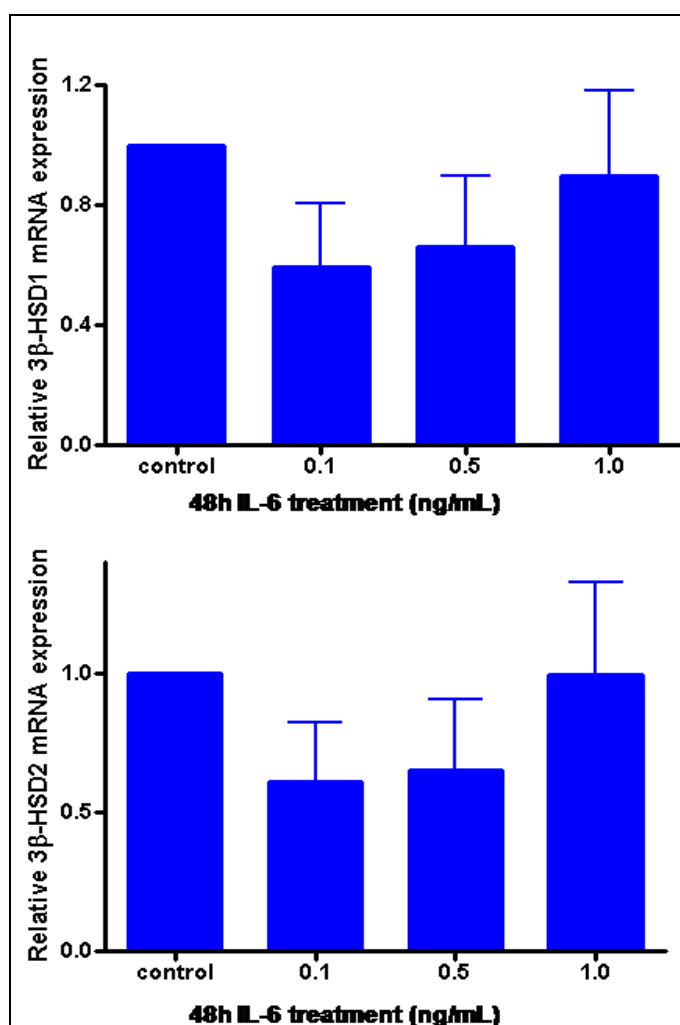 Relative 3β-HSD1 mRNA expression
1.2
0.8
0.4
0.0
control 0.1 0.5 1.0
48h IL-6 treatment (ng/mL)
Relative 3β-HSD2 mRNA expression
1.0
0.5
0.0
control 0.1 0.5 1.0
48h IL-6 treatment (ng/mL)